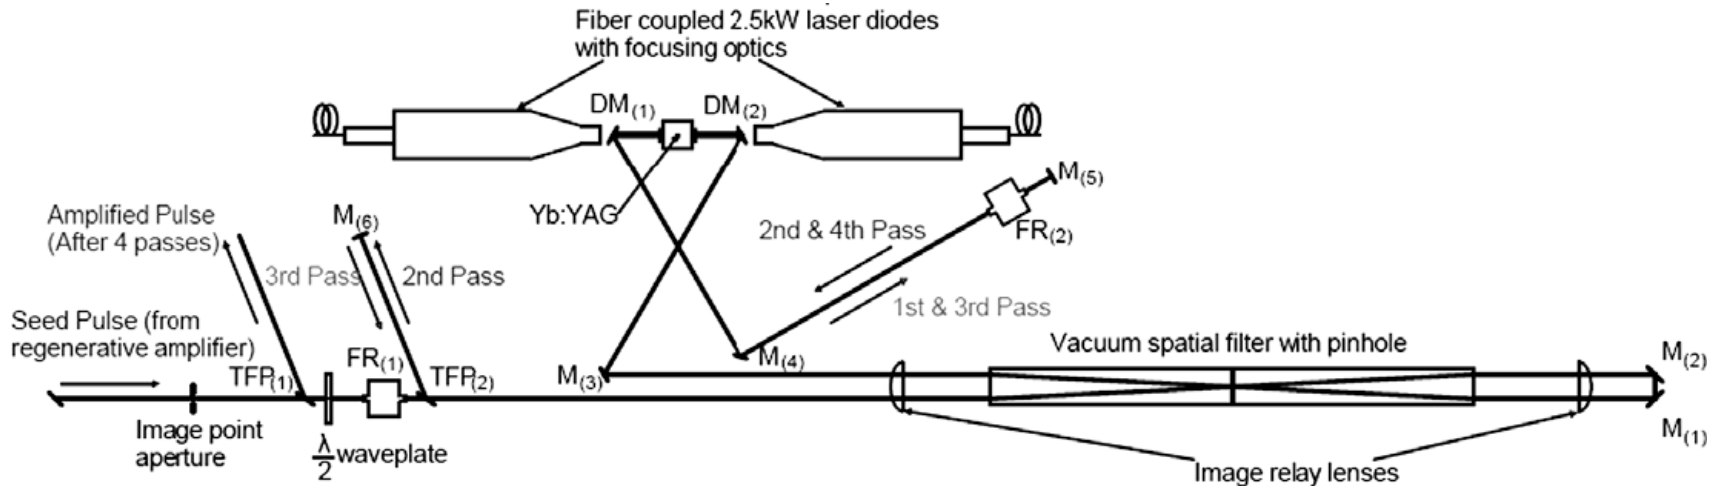 Fiber coupled 2.5kW laser diodes
with focusing optics
DM(1)
DM(2)
M(5)
Yb:YAG
FR(2)
Amplified Pulse
(After 4 passes)
M(6)
2nd & 4th Pass
3rd Pass
2nd Pass
1st & 3rd Pass
Seed Pulse (from
regenerative amplifier)
FR(1)
Vacuum spatial filter with pinhole
M(2)
M(4)
TFP(1)
TFP(2)
M(3)
Image point
aperture
λ
2 waveplate
M(1)
Image relay lenses